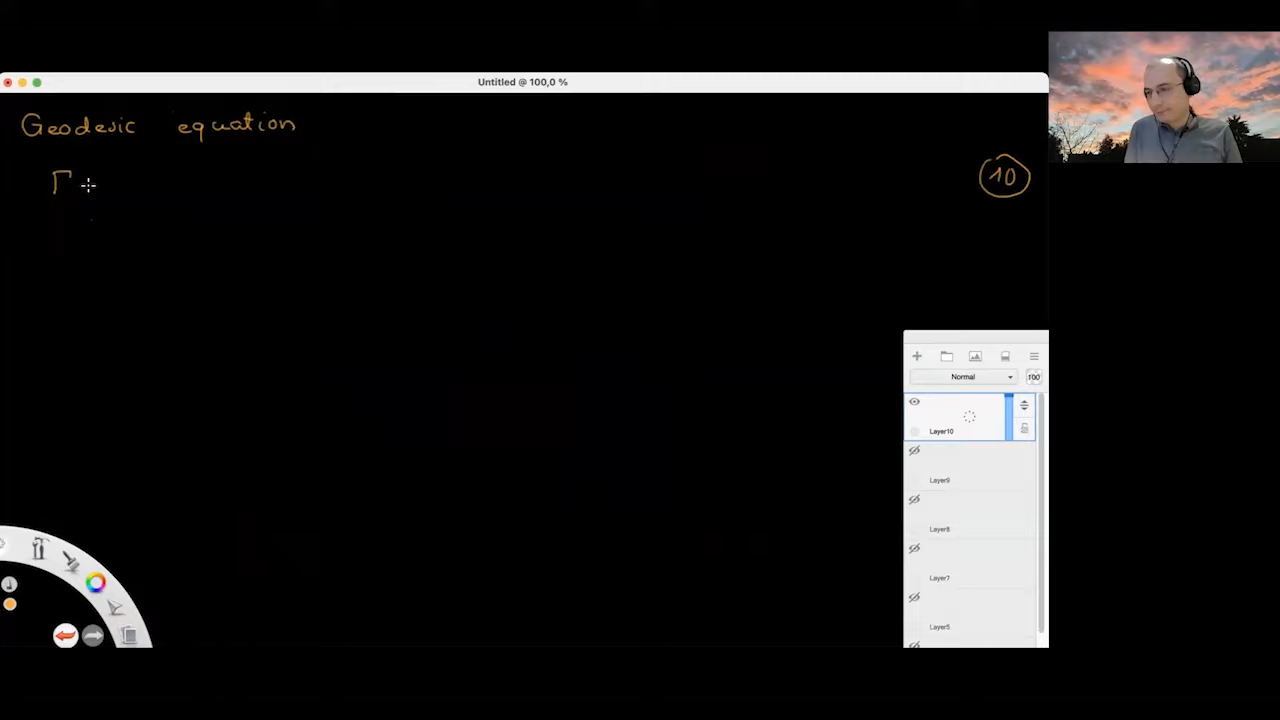 Untitled @ 100,0 %
Geodesic equation
Γ
10
Normal
100
Layer10
Layer9
Layer8
Layer7
Layer5